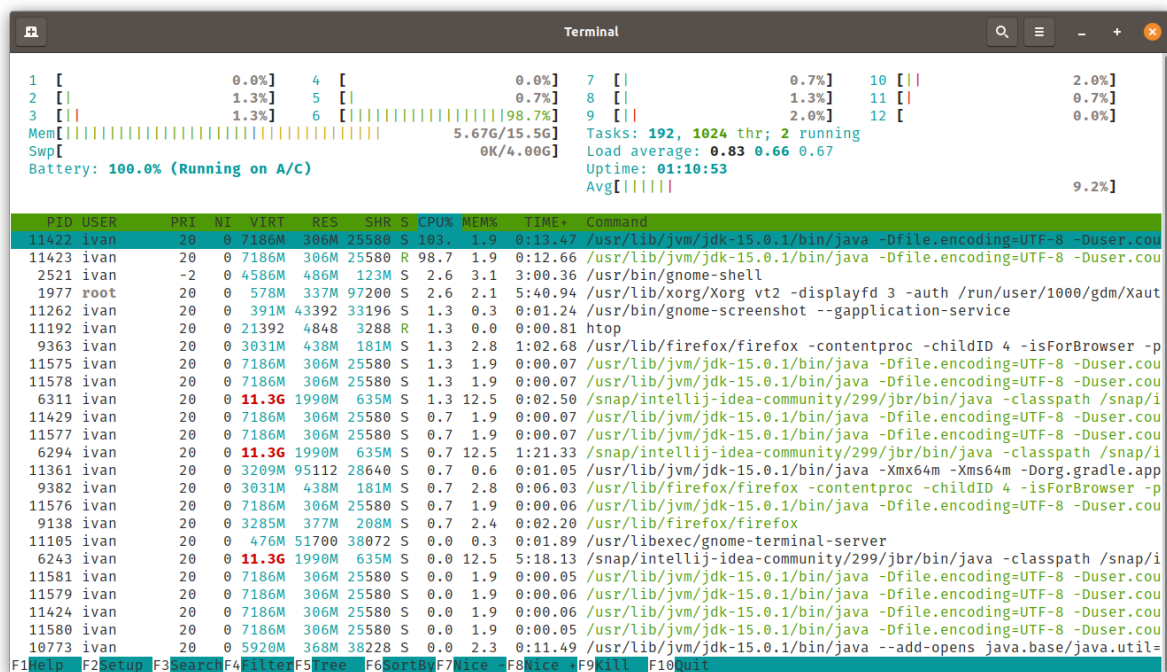 Terminal
1 [ 0.0%] 4 [ 0.0%] 7 [| 0.7%] 10 [|| 2.0%]
2 [| 1.3%] 5 [| 0.7%] 8 [| 1.3%] 11 [| 0.7%]
3 [|| 1.3%] 6 [||||||||||||||||||98.7%] 9 [|| 2.0%] 12 [ 0.0%]
Mem[|||||||||||||||||||||||||||||||||| 5.67G/15.5G] Tasks: 192, 1024 thr; 2 running
Swp[ 0K/4.00G] Load average: 0.83 0.66 0.67
Battery: 100.0% (Running on A/C) Uptime: 01:10:53
Avg[|||||| 9.2%]
PID USER PRI NI VIRT RES SHR S CPU% MEM% TIME+ Command
11422 ivan 20 0 7186M 306M 25580 S 103. 1.9 0:13.47 /usr/lib/jvm/jdk-15.0.1/bin/java -Dfile.encoding=UTF-8 -Duser.cou
11423 ivan 20 0 7186M 306M 25580 R 98.7 1.9 0:12.66 /usr/lib/jvm/jdk-15.0.1/bin/java -Dfile.encoding=UTF-8 -Duser.cou
2521 ivan -2 0 4586M 486M 123M S 2.6 3.1 3:00.36 /usr/bin/gnome-shell
1977 root 20 0 578M 337M 97200 S 2.6 2.1 5:40.94 /usr/lib/xorg/Xorg vt2 -displayfd 3 -auth /run/user/1000/gdm/Xaut
11262 ivan 20 0 391M 43392 33196 S 1.3 0.3 0:01.24 /usr/bin/gnome-screenshot --gapplication-service
11192 ivan 20 0 21392 4848 3288 R 1.3 0.0 0:00.81 htop
9363 ivan 20 0 3031M 438M 181M S 1.3 2.8 1:02.68 /usr/lib/firefox/firefox -contentproc -childID 4 -isForBrowser -p
11575 ivan 20 0 7186M 306M 25580 S 1.3 1.9 0:00.07 /usr/lib/jvm/jdk-15.0.1/bin/java -Dfile.encoding=UTF-8 -Duser.cou
11578 ivan 20 0 7186M 306M 25580 S 1.3 1.9 0:00.07 /usr/lib/jvm/jdk-15.0.1/bin/java -Dfile.encoding=UTF-8 -Duser.cou
6311 ivan 20 0 11.3G 1990M 635M S 1.3 12.5 0:02.50 /snap/intellij-idea-community/299/jbr/bin/java -classpath /snap/i
11429 ivan 20 0 7186M 306M 25580 S 0.7 1.9 0:00.07 /usr/lib/jvm/jdk-15.0.1/bin/java -Dfile.encoding=UTF-8 -Duser.cou
11577 ivan 20 0 7186M 306M 25580 S 0.7 1.9 0:00.06 /usr/lib/jvm/jdk-15.0.1/bin/java -Dfile.encoding=UTF-8 -Duser.cou
6294 ivan 20 0 11.3G 1990M 635M S 0.7 12.5 1:21.33 /snap/intellij-idea-community/299/jbr/bin/java -classpath /snap/i
11361 ivan 20 0 3209M 95112 28640 S 0.7 0.6 0:01.05 /usr/lib/jvm/jdk-15.0.1/bin/java -Xmx64m -Xms64m -Dorg.gradle.app
9382 ivan 20 0 3031M 438M 181M S 0.7 2.8 0:06.03 /usr/lib/firefox/firefox -contentproc -childID 4 -isForBrowser -p
11576 ivan 20 0 7186M 306M 25580 S 0.7 1.9 0:00.06 /usr/lib/jvm/jdk-15.0.1/bin/java -Dfile.encoding=UTF-8 -Duser.cou
9138 ivan 20 0 3285M 377M 208M S 0.7 2.4 0:02.20 /usr/lib/firefox/firefox
11105 ivan 20 0 476M 51700 38072 S 0.0 0.3 0:01.89 /usr/libexec/gnome-terminal-server
6243 ivan 20 0 11.3G 1990M 635M S 0.0 12.5 5:18.13 /snap/intellij-idea-community/299/jbr/bin/java -classpath /snap/i
11581 ivan 20 0 7186M 306M 25580 S 0.0 1.9 0:00.05 /usr/lib/jvm/jdk-15.0.1/bin/java -Dfile.encoding=UTF-8 -Duser.cou
11579 ivan 20 0 7186M 306M 25580 S 0.0 1.9 0:00.06 /usr/lib/jvm/jdk-15.0.1/bin/java -Dfile.encoding=UTF-8 -Duser.cou
11424 ivan 20 0 7186M 306M 25580 S 0.0 1.9 0:00.06 /usr/lib/jvm/jdk-15.0.1/bin/java -Dfile.encoding=UTF-8 -Duser.cou
11580 ivan 20 0 7186M 306M 25580 S 0.0 1.9 0:00.05 /usr/lib/jvm/jdk-15.0.1/bin/java -Dfile.encoding=UTF-8 -Duser.cou
10773 ivan 20 0 5920M 368M 38228 S 0.0 2.3 0:11.49 /usr/lib/jvm/jdk-15.0.1/bin/java --add-opens java.base/java.util=
F1Help F2Setup F3SearchF4FilterF5Tree F6SortByF7Nice -F8Nice +F9Kill F10Quit